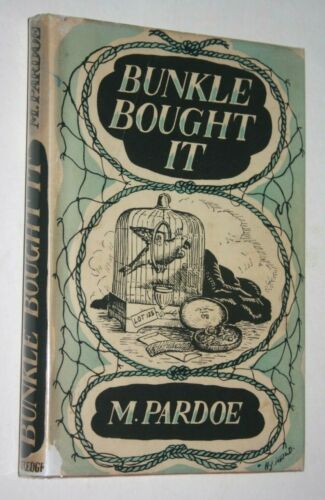 BUNKLE
BOUGHT
IT
LOT 123
M. PARDOE
M. PARDOE
BUNKLE BOUGHT IT